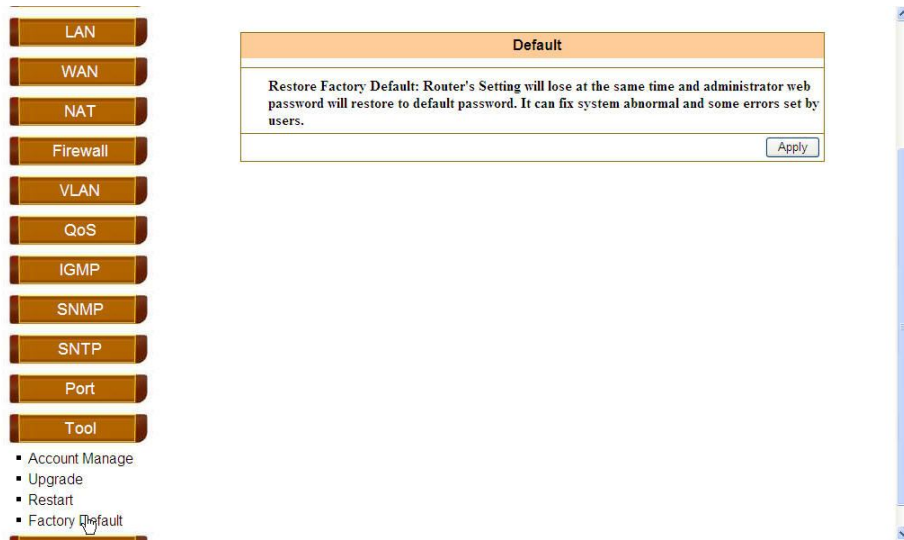 LAN
WAN
NAT
Firewall
VLAN
QoS
IGMP
SNMP
SNTP
Port
Tool
Account Manage
Upgrade
Restart
Factory Default
Default
Restore Factory Default: Router's Setting will lose at the same time and administrator web
password will restore to default password. It can fix system abnormal and some errors set by
users.
Apply